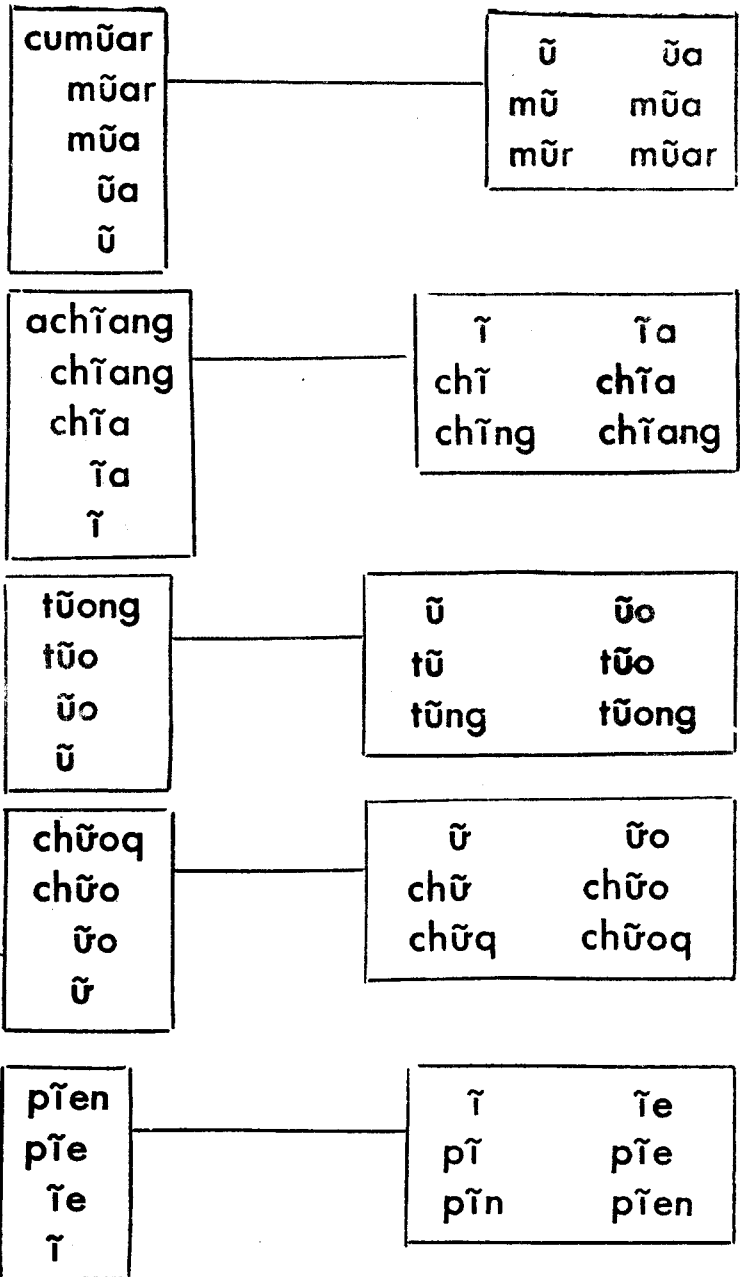 cumũar
mũar
mũa
ũa
ũ
ũ ũa
mũ mũa
mũr mũar
achĩang
chĩang
chĩa
ĩa
ĩ
ĩ ĩa
chĩ chĩa
chĩng chĩang
tũong
tũo
ũo
ũ
ũ ũo
tũ tũo
tũng tũong
chữoq
chữo
ữo
ữ
ữ ữo
chữ chữo
chữq chữoq
pĩen
pĩe
ĩe
ĩ
ĩ ĩe
pĩ pĩe
pĩn pĩen